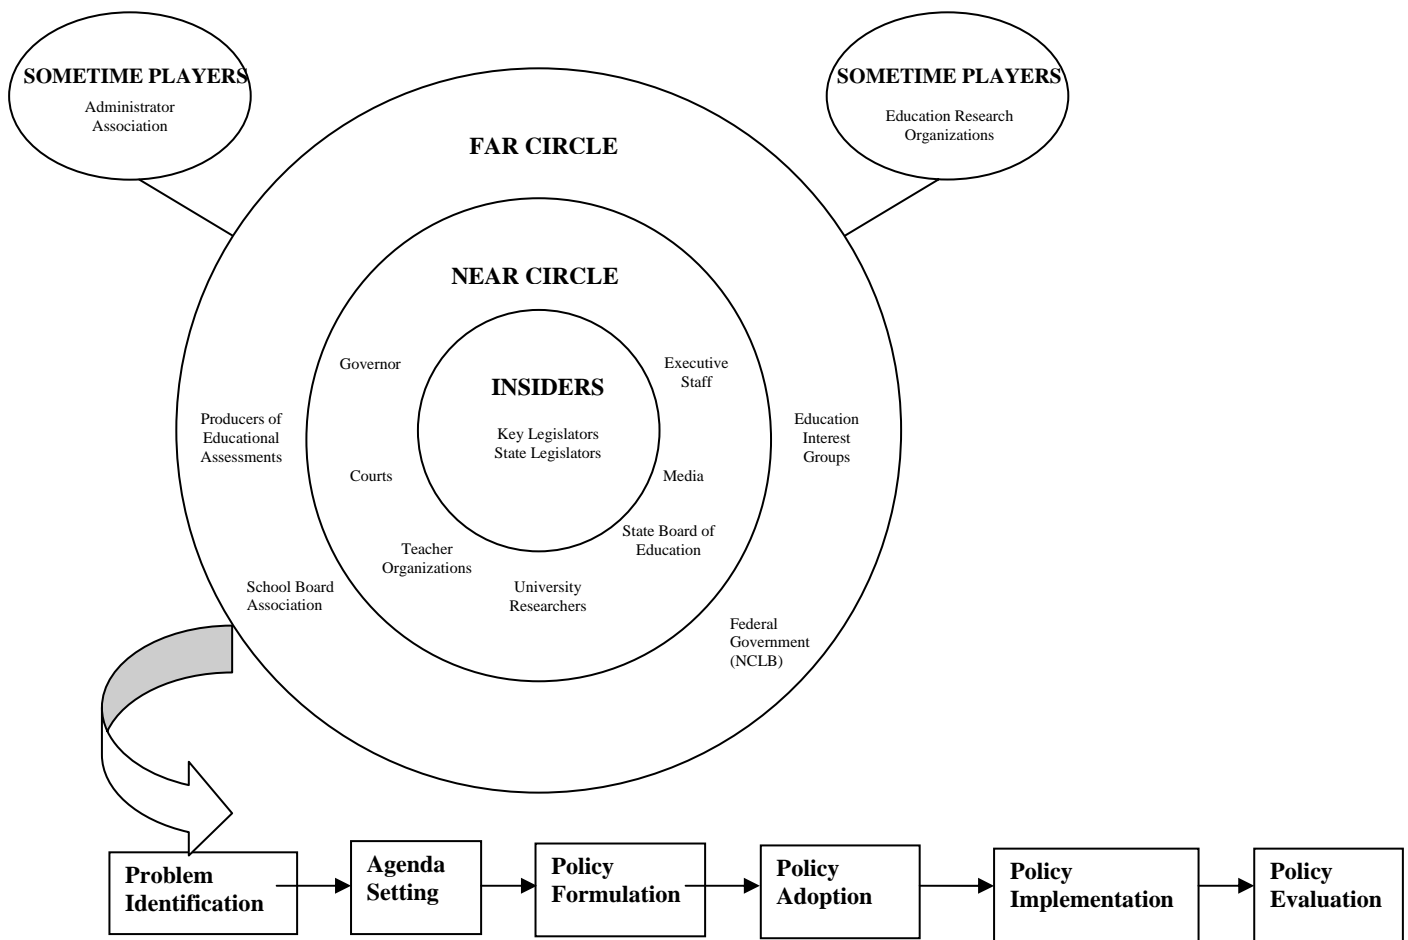 SOMETIME PLAYERS
Administrator
Association
SOMETIME PLAYERS
Education Research
Organizations
FAR CIRCLE
NEAR CIRCLE
INSIDERS
Key Legislators
State Legislators
Governor
Executive
Staff
Producers of
Educational
Assessments
Education
Interest
Groups
Courts
Media
Teacher
Organizations
State Board of
Education
University
Researchers
School Board
Association
Federal
Government
(NCLB)
Problem
Identification
Agenda
Setting
Policy
Formulation
Policy
Adoption
Policy
Implementation
Policy
Evaluation